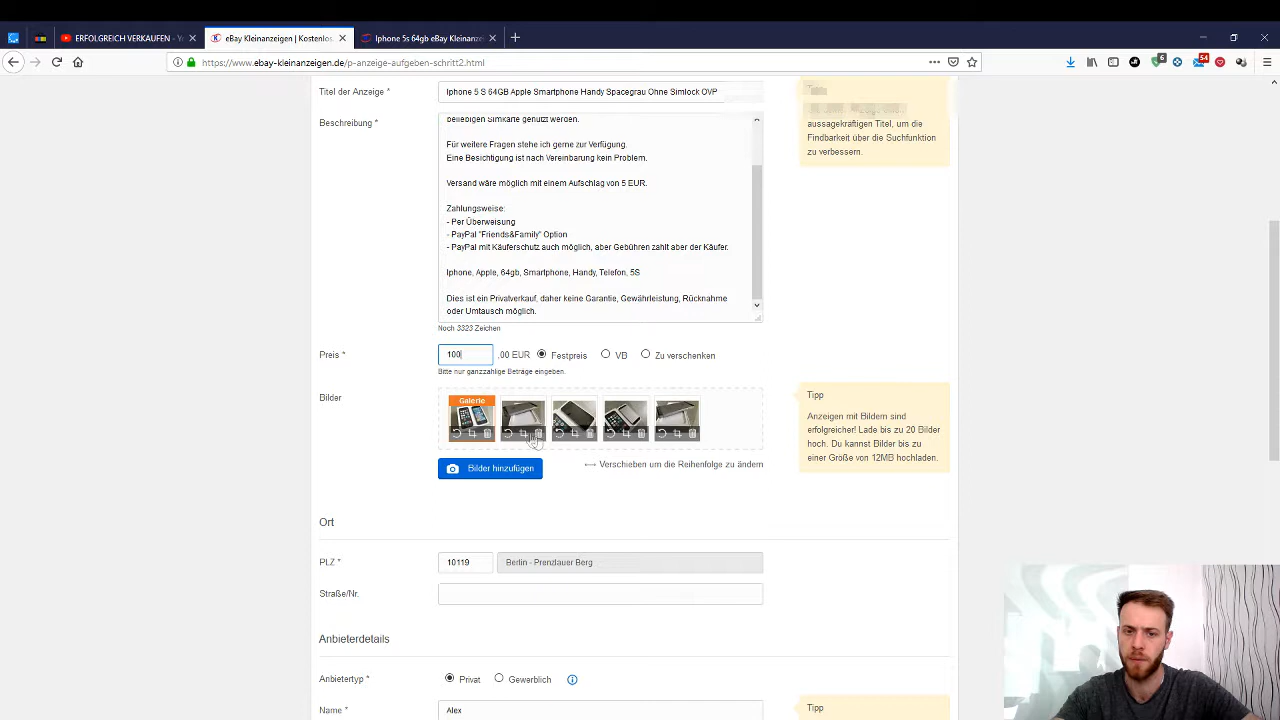 ERFOLGREICH VERKAUFEN - Y
eBay Kleinanzeigen | Kostenlos
Iphone 5s 64gb eBay Kleinanze
https://www.ebay-kleinanzeigen.de/p-anzeige-aufgeben-schritt2.html
6
54
Titel der Anzeige *
Iphone 5 S 64GB Apple Smartphone Handy Spacegrau Ohne Simlock OVP
aussagekräftigen Titel, um die
Findbarkeit über die Suchfunktion
zu verbessern.
Beschreibung *
beliebigen Simkarte genutzt werden.
Für weitere Fragen stehe ich gerne zur Verfügung.
Eine Besichtigung ist nach Vereinbarung kein Problem.
Versand wäre möglich mit einem Aufschlag von 5 EUR.
Zahlungsweise:
- Per Überweisung
- PayPal "Friends&Family" Option
- PayPal mit Käuferschutz auch möglich, aber Gebühren zahlt aber der Käufer.
Iphone, Apple, 64gb, Smartphone, Handy, Telefon, 5S
Dies ist ein Privatverkauf, daher keine Garantie, Gewährleistung, Rücknahme
oder Umtausch möglich.
Noch 3323 Zeichen
Preis *
100
,00 EUR
Festpreis
VB
Zu verschenken
Bitte nur ganzzahlige Beträge eingeben.
Bilder
Galerie
Bilder hinzufügen
Verschieben um die Reihenfolge zu ändern
Tipp
Anzeigen mit Bildern sind
erfolgreicher! Lade bis zu 20 Bilder
hoch. Du kannst Bilder bis zu
einer Größe von 12MB hochladen.
Ort
PLZ *
10119
Berlin - Prenzlauer Berg
Straße/Nr.
Anbieterdetails
Anbietertyp *
Privat
Gewerblich
Name *
Alex
Tipp